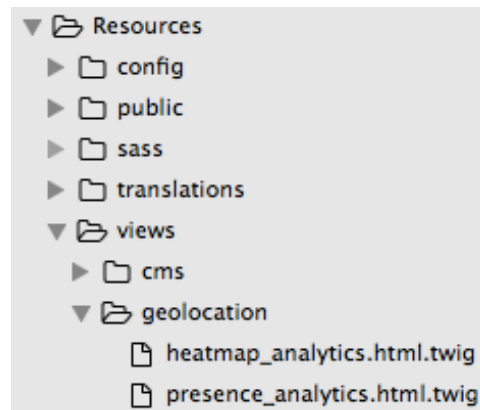 Resources
config
public
sass
translations
views
cms
geolocation
heatmap_analytics.html.twig
presence_analytics.html.twig